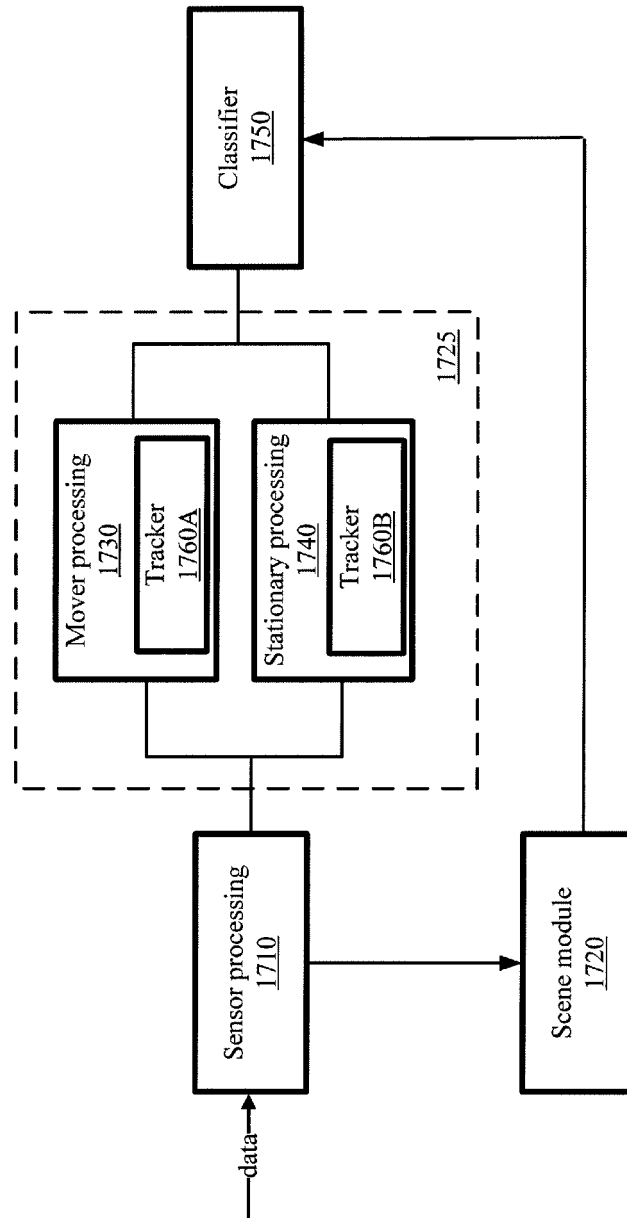 data
Sensor processing
1710
Scene module
1720
Mover processing
1730
Tracker
1760A
Stationary processing
1740
Tracker
1760B
1725
Classifier
1750